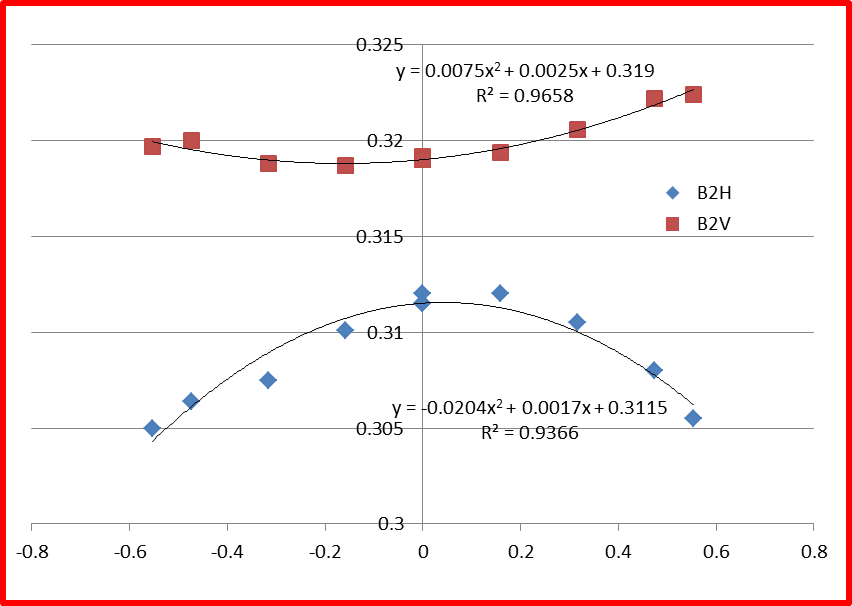 0.325
y = 0.0075x² + 0.0025x + 0.319
R² = 0.9658
0.32
B2H
B2V
0.315
0.31
y = -0.0204x² + 0.0017x + 0.3115
0.305
R² = 0.9366
0.3
-0.8 -0.6 -0.4 -0.2 0 0.2 0.4 0.6 0.8